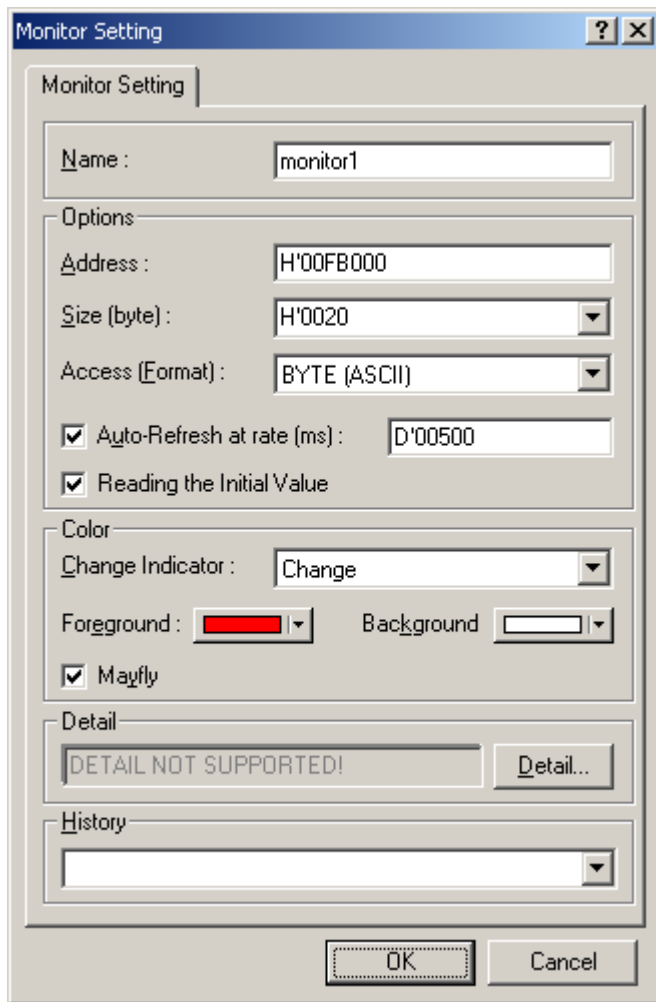 Monitor Setting
Monitor Setting
Name : monitor1
Options
Address : H'00FB000
Size (byte) : H'0020
Access (Format) : BYTE (ASCII)
Auto-Refresh at rate (ms) : D'00500
Reading the Initial Value
Color
Change Indicator : Change
Foreground : Background
Mayfly
Detail
DETAIL NOT SUPPORTED! Detail...
History
OK Cancel